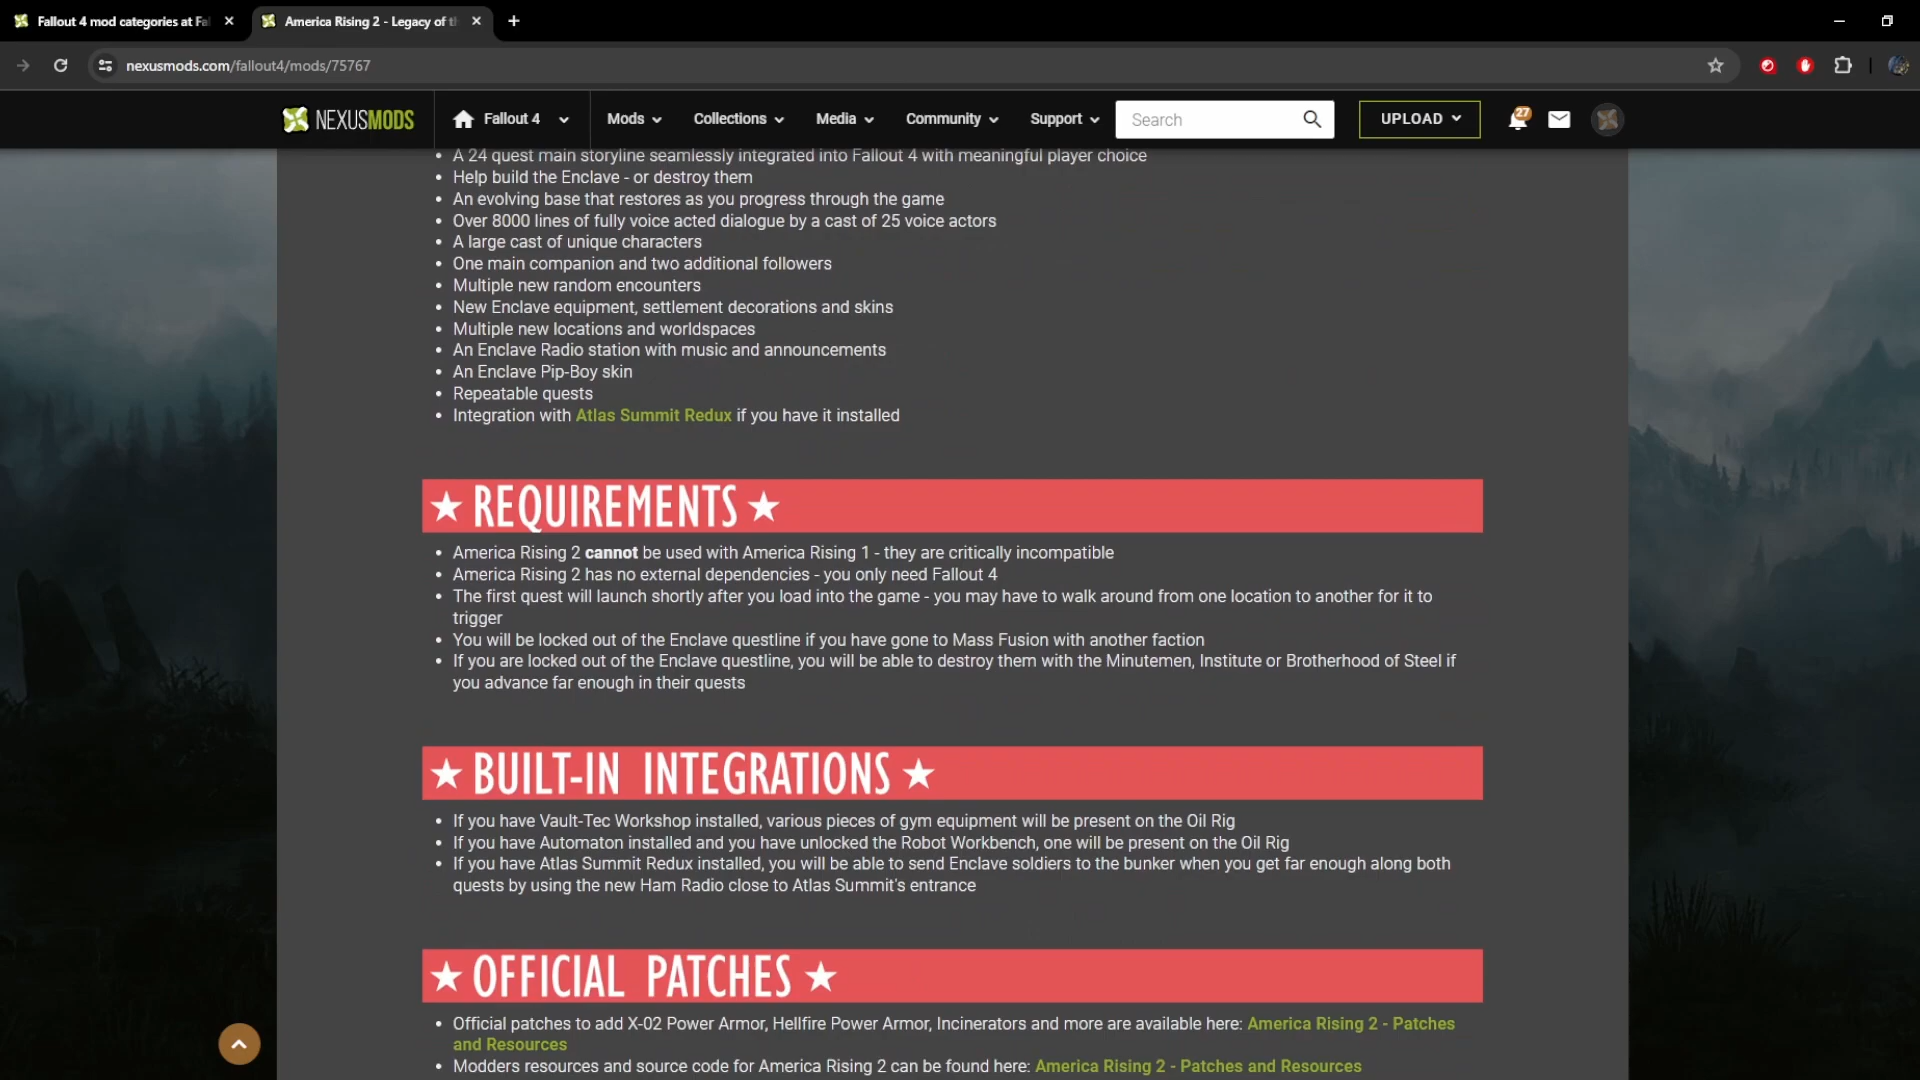 Fallout 4 mod categories at Fa
America Rising 2 - Legacy of th
nexusmods.com/fallout4/mods/75767
NEXUSMODS
Fallout 4
Mods
Collections
Media
Community
Support
Search
UPLOAD
27
• A 24 quest main storyline seamlessly integrated into Fallout 4 with meaningful player choice
• Help build the Enclave - or destroy them
• An evolving base that restores as you progress through the game
• Over 8000 lines of fully voice acted dialogue by a cast of 25 voice actors
• A large cast of unique characters
• One main companion and two additional followers
• Multiple new random encounters
• New Enclave equipment, settlement decorations and skins
• Multiple new locations and worldspaces
• An Enclave Radio station with music and announcements
• An Enclave Pip-Boy skin
• Repeatable quests
• Integration with Atlas Summit Redux if you have it installed
★ REQUIREMENTS ★
• America Rising 2 cannot be used with America Rising 1 - they are critically incompatible
• America Rising 2 has no external dependencies - you only need Fallout 4
• The first quest will launch shortly after you load into the game - you may have to walk around from one location to another for it to
trigger
• You will be locked out of the Enclave questline if you have gone to Mass Fusion with another faction
• If you are locked out of the Enclave questline, you will be able to destroy them with the Minutemen, Institute or Brotherhood of Steel if
you advance far enough in their quests
★ BUILT-IN INTEGRATIONS ★
• If you have Vault-Tec Workshop installed, various pieces of gym equipment will be present on the Oil Rig
• If you have Automaton installed and you have unlocked the Robot Workbench, one will be present on the Oil Rig
• If you have Atlas Summit Redux installed, you will be able to send Enclave soldiers to the bunker when you get far enough along both
quests by using the new Ham Radio close to Atlas Summit's entrance
★ OFFICIAL PATCHES ★
• Official patches to add X-02 Power Armor, Hellfire Power Armor, Incinerators and more are available here: America Rising 2 - Patches
and Resources
• Modders resources and source code for America Rising 2 can be found here: America Rising 2 - Patches and Resources